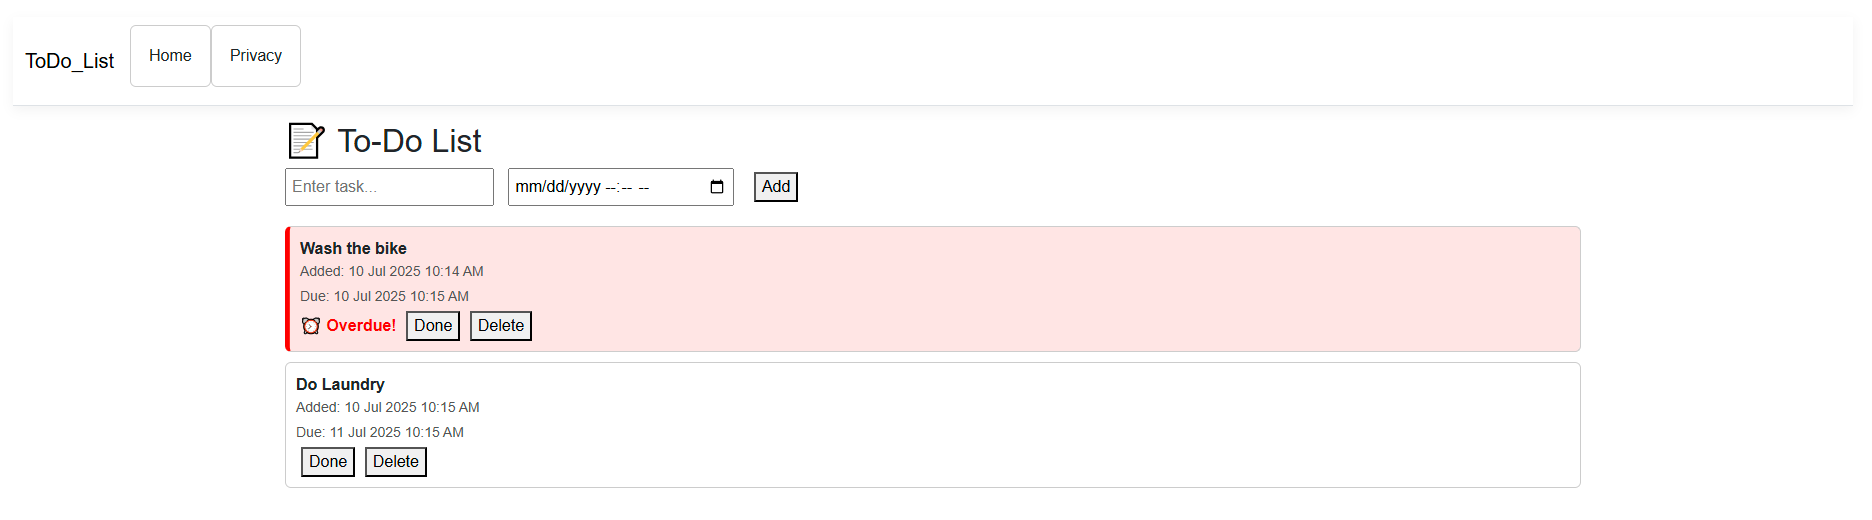 ToDo_List Home Privacy
To-Do List
Enter task... mm/dd/yyyy --:-- -- Add
Wash the bike
Added: 10 Jul 2025 10:14 AM
Due: 10 Jul 2025 10:15 AM
Overdue! Done Delete
Do Laundry
Added: 10 Jul 2025 10:15 AM
Due: 11 Jul 2025 10:15 AM
Done Delete